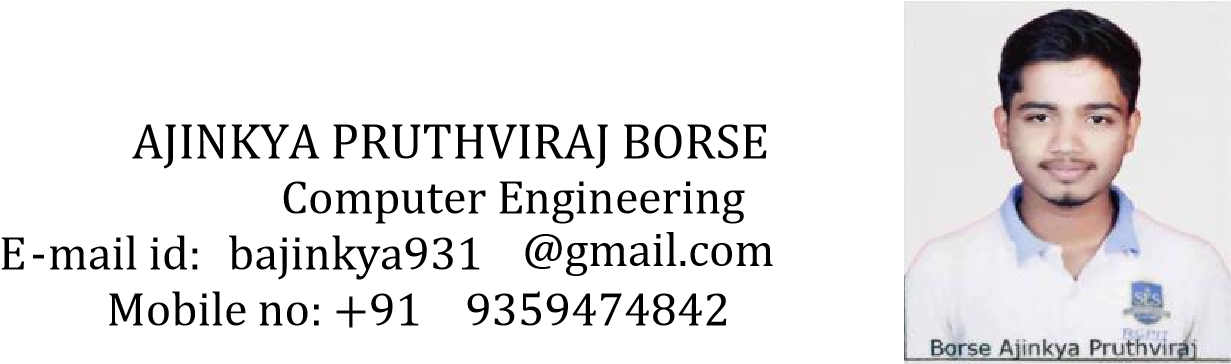 AJINKYA PRUTHVIRAJ BORSE
Computer Engineering
E-mail id: bajinkya931 @gmail.com
Mobile no: +91 9359474842
Borse Ajinkya Pruthviraj